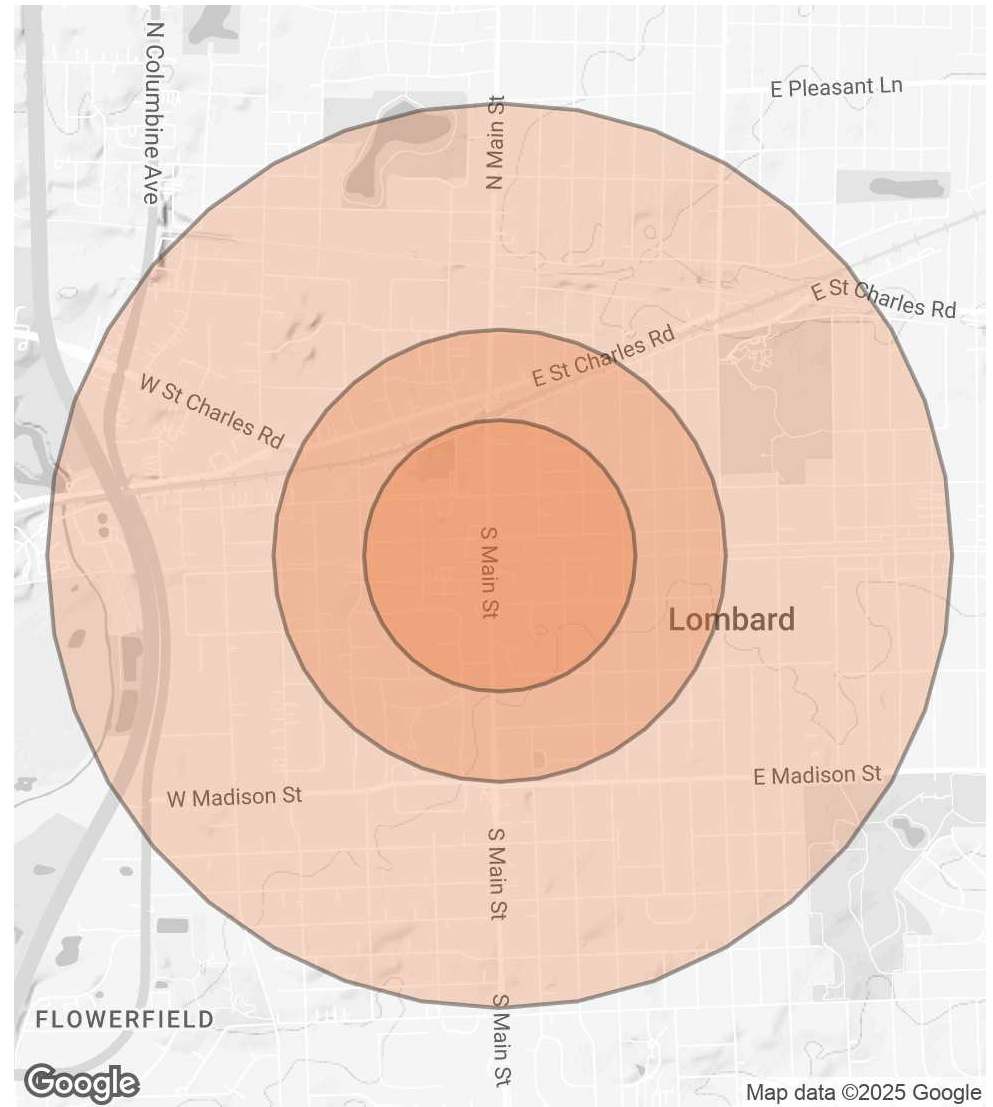 N Columbine Ave
E Pleasant Ln
N Main St
E St Charles Rd
E St Charles Rd
W St Charles Rd
S Main St
Lombard
E Madison St
W Madison St
S Main St
S Main St
FLOWERFIELD
Google
Map data ©2025 Google